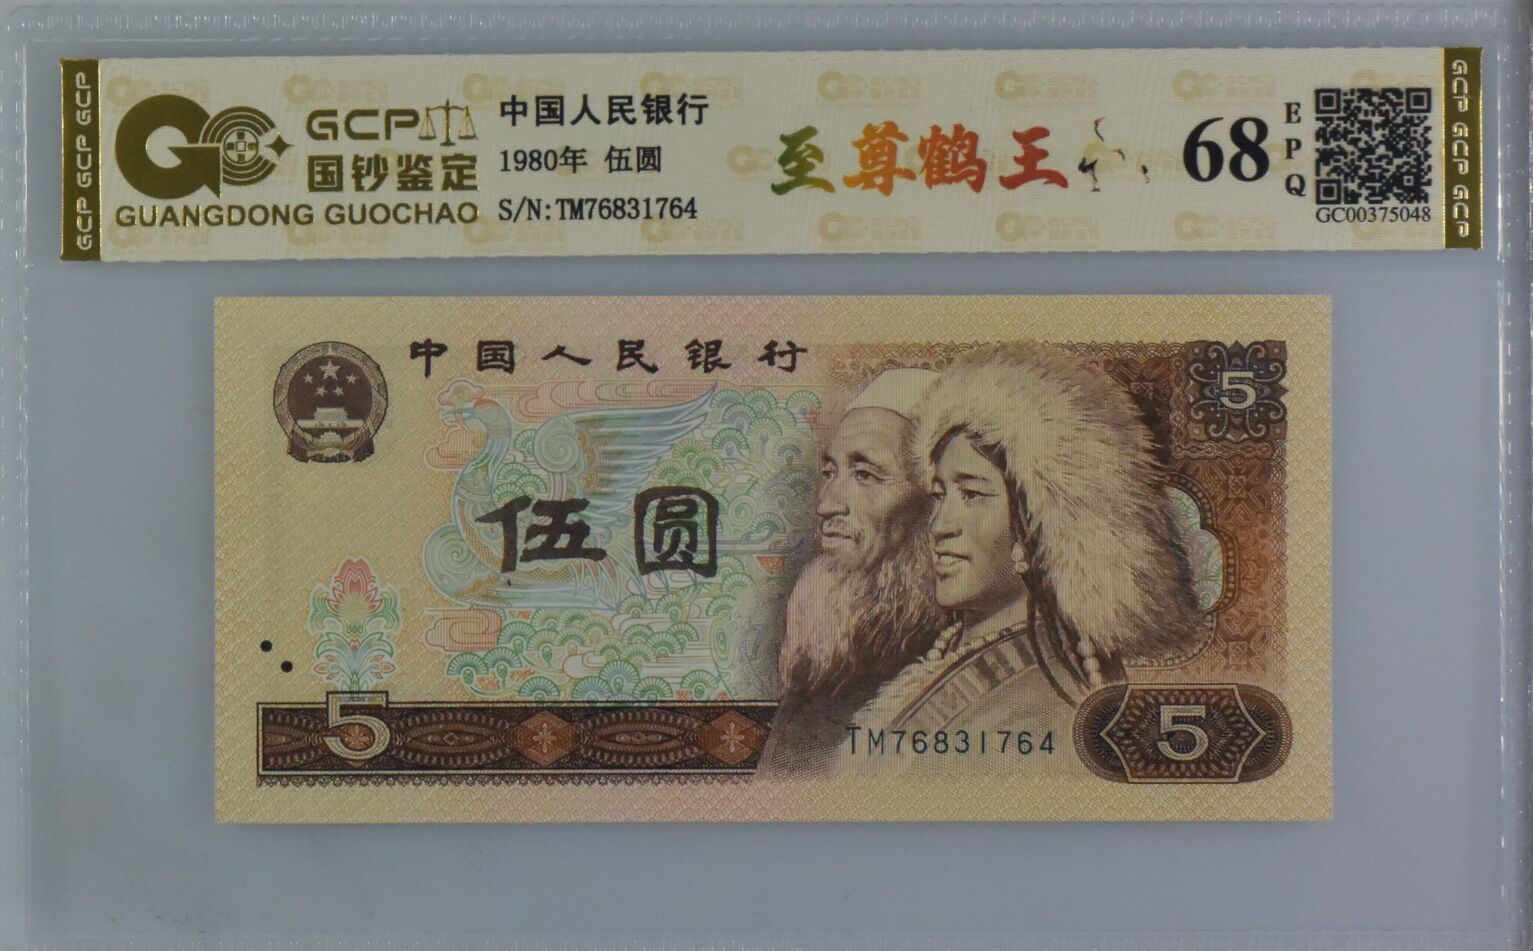 GCP GCP GCP
GCP
国钞鉴定
GUANGDONG GUOCHAO
中国人民银行
1980年 伍圆
S/N:TM76831764
至尊鹤王
68
EPQ
GC00375048
GCP GCP GCP
中国人民银行
5
伍圆
5
TM76831764
5